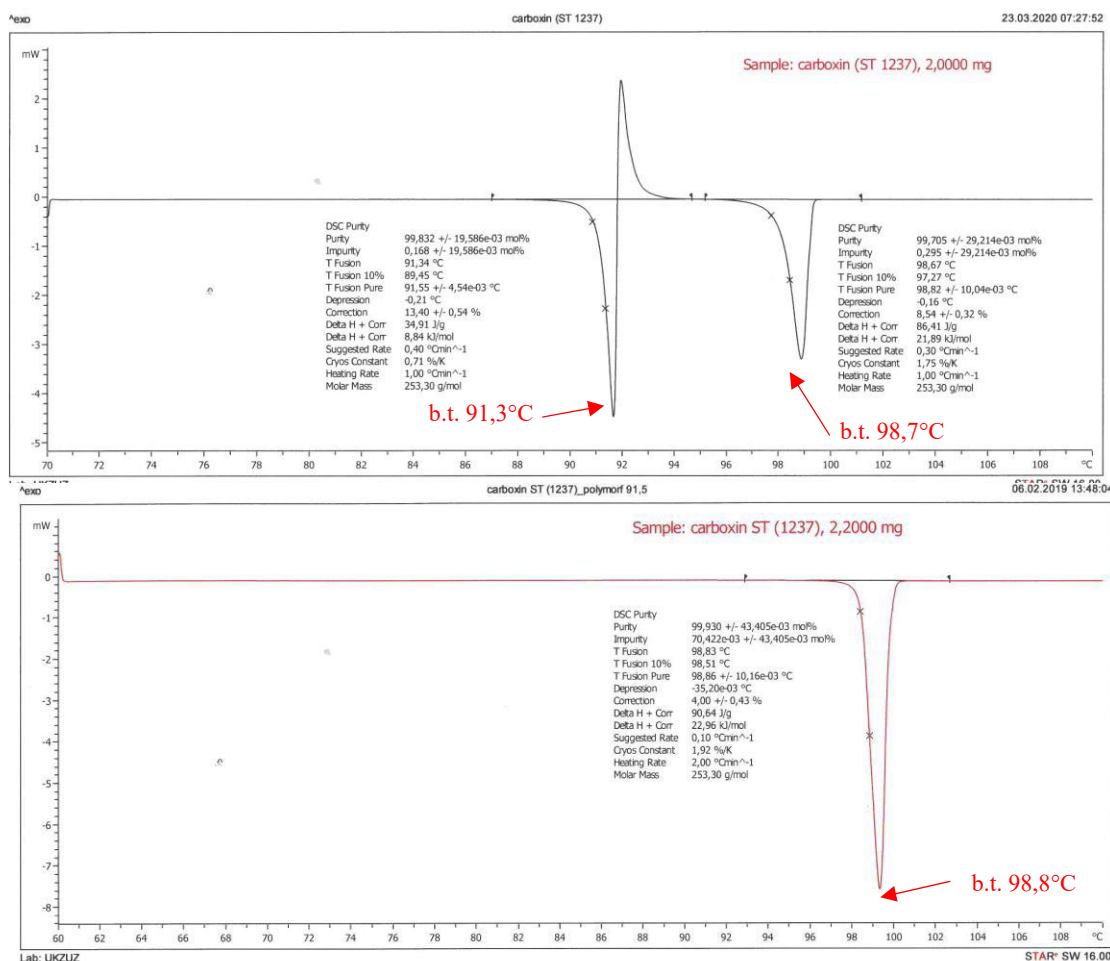 ^exo carboxin (ST 1237) 23.03.2020 07:27:52
mW
Sample: carboxin (ST 1237), 2,0000 mg
2
1
0
-1
-2
-3
-4
-5
DSC Purity
Purity 99,832 +/- 19,586e-03 mol%
Impurity 0,168 +/- 19,586e-03 mol%
T Fusion 91,34 °C
T Fusion 10% 89,45 °C
T Fusion Pure 91,55 +/- 4,54e-03 °C
Depression -0,21 °C
Correction 13,40 +/- 0,54 %
Delta H + Corr 34,91 J/g
Delta H + Corr 8,84 kJ/mol
Suggested Rate 0,40 °Cmin^-1
Cryos Constant 0,71 %/K
Heating Rate 1,00 °Cmin^-1
Molar Mass 253,30 g/mol
DSC Purity
Purity 99,705 +/- 29,214e-03 mol%
Impurity 0,295 +/- 29,214e-03 mol%
T Fusion 98,67 °C
T Fusion 10% 97,27 °C
T Fusion Pure 98,82 +/- 10,04e-03 °C
Depression -0,16 °C
Correction 8,54 +/- 0,32 %
Delta H + Corr 86,41 J/g
Delta H + Corr 21,89 kJ/mol
Suggested Rate 0,30 °Cmin^-1
Cryos Constant 1,75 %/K
Heating Rate 1,00 °Cmin^-1
Molar Mass 253,30 g/mol
b.t. 91,3°C
b.t. 98,7°C
70 72 74 76 78 80 82 84 86 88 90 92 94 96 98 100 102 104 106 108 °C
^exo carboxin ST (1237)_polymorf 91,5 06.02.2019 13:48:04
mW
Sample: carboxin ST (1237), 2,2000 mg
0
-1
-2
-3
-4
-5
-6
-7
-8
DSC Purity
Purity 99,930 +/- 43,405e-03 mol%
Impurity 70,422e-03 +/- 43,405e-03 mol%
T Fusion 98,83 °C
T Fusion 10% 98,51 °C
T Fusion Pure 98,86 +/- 10,16e-03 °C
Depression -35,20e-03 °C
Correction 4,00 +/- 0,43 %
Delta H + Corr 90,64 J/g
Delta H + Corr 22,96 kJ/mol
Suggested Rate 0,10 °Cmin^-1
Cryos Constant 1,92 %/K
Heating Rate 2,00 °Cmin^-1
Molar Mass 253,30 g/mol
b.t. 98,8°C
60 62 64 66 68 70 72 74 76 78 80 82 84 86 88 90 92 94 96 98 100 102 104 106 108 °C
Lab: UKZUZ STARe SW 16.00